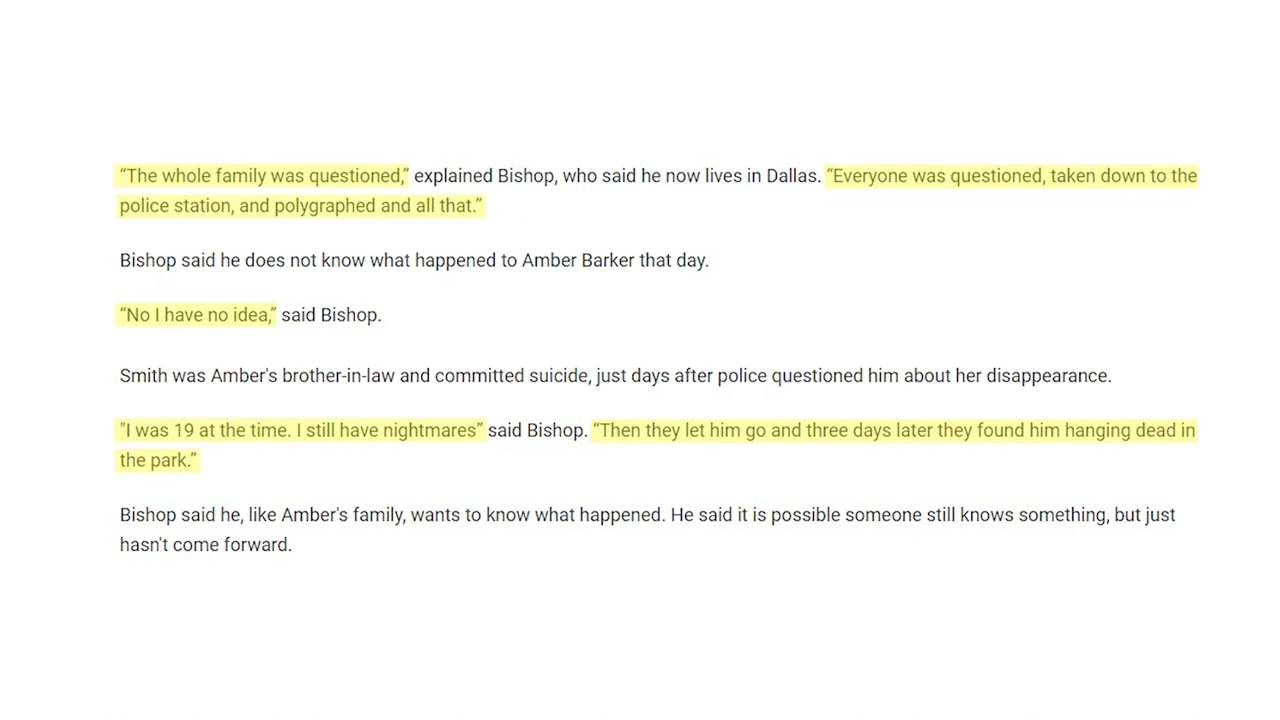 “The whole family was questioned,” explained Bishop, who said he now lives in Dallas. “Everyone was questioned, taken down to the
police station, and polygraphed and all that.”
Bishop said he does not know what happened to Amber Barker that day.
“No I have no idea,” said Bishop.
Smith was Amber's brother-in-law and committed suicide, just days after police questioned him about her disappearance.
"I was 19 at the time. I still have nightmares” said Bishop. “Then they let him go and three days later they found him hanging dead in
the park.”
Bishop said he, like Amber's family, wants to know what happened. He said it is possible someone still knows something, but just
hasn't come forward.